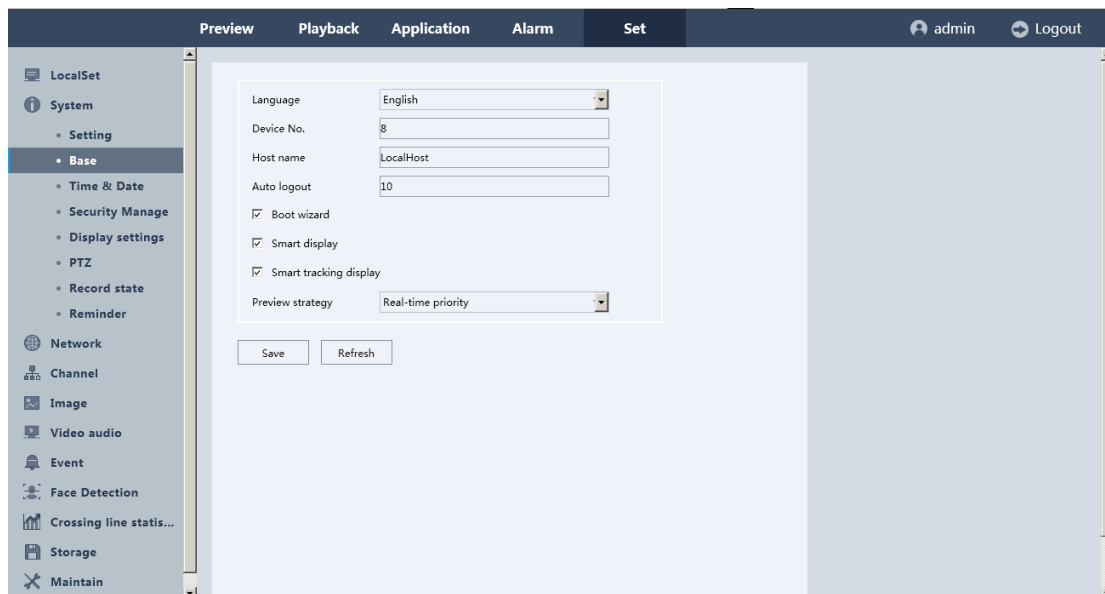 Preview Playback Application Alarm Set admin Logout
LocalSet
System
Setting
Base
Time & Date
Security Manage
Display settings
PTZ
Record state
Reminder
Network
Channel
Image
Video audio
Event
Face Detection
Crossing line statis...
Storage
Maintain
Language English
Device No. 8
Host name LocalHost
Auto logout 10
Boot wizard
Smart display
Smart tracking display
Preview strategy Real-time priority
Save Refresh